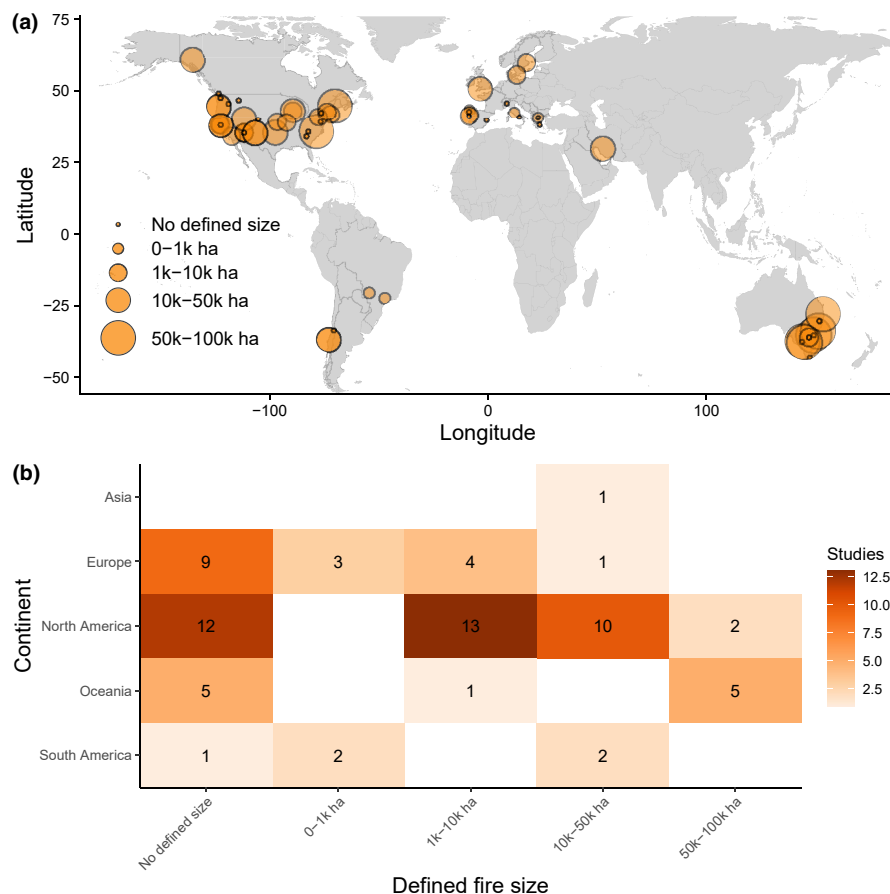 (a)
75
50
25
0
−25
−50
Latitude
No defined size
0−1k ha
1k−10k ha
10k−50k ha
50k−100k ha
−100
0
100
Longitude
(b)
Asia
1
Europe
9
3
4
1
North America
12
13
10
2
Oceania
5
1
5
South America
1
2
2
Continent
Studies
12.5
10.0
7.5
5.0
2.5
No defined size
0−1k ha
1k−10k ha
10k−50k ha
50k−100k ha
Defined fire size